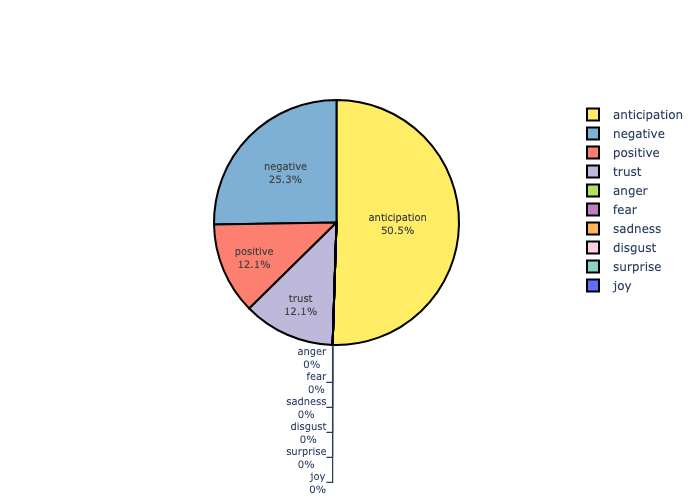 negative
25.3%
anticipation
50.5%
positive
12.1%
trust
12.1%
anger
0%
fear
0%
sadness
0%
disgust
0%
surprise
0%
joy
0%
anticipation
negative
positive
trust
anger
fear
sadness
disgust
surprise
joy